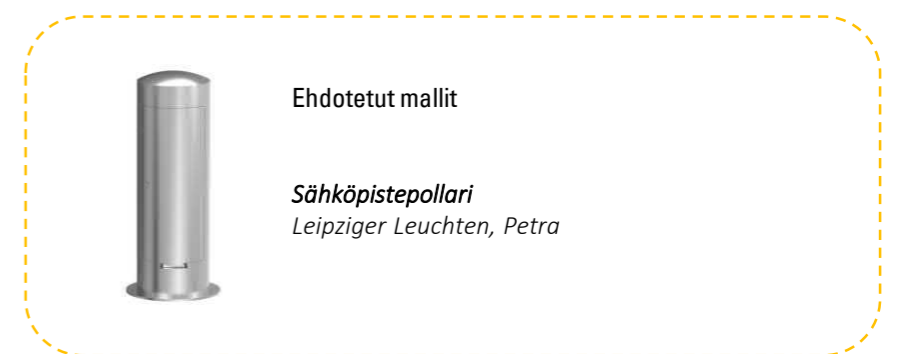 Ehdotetut mallit
Sähköpistepollari
Leipziger Leuchten, Petra